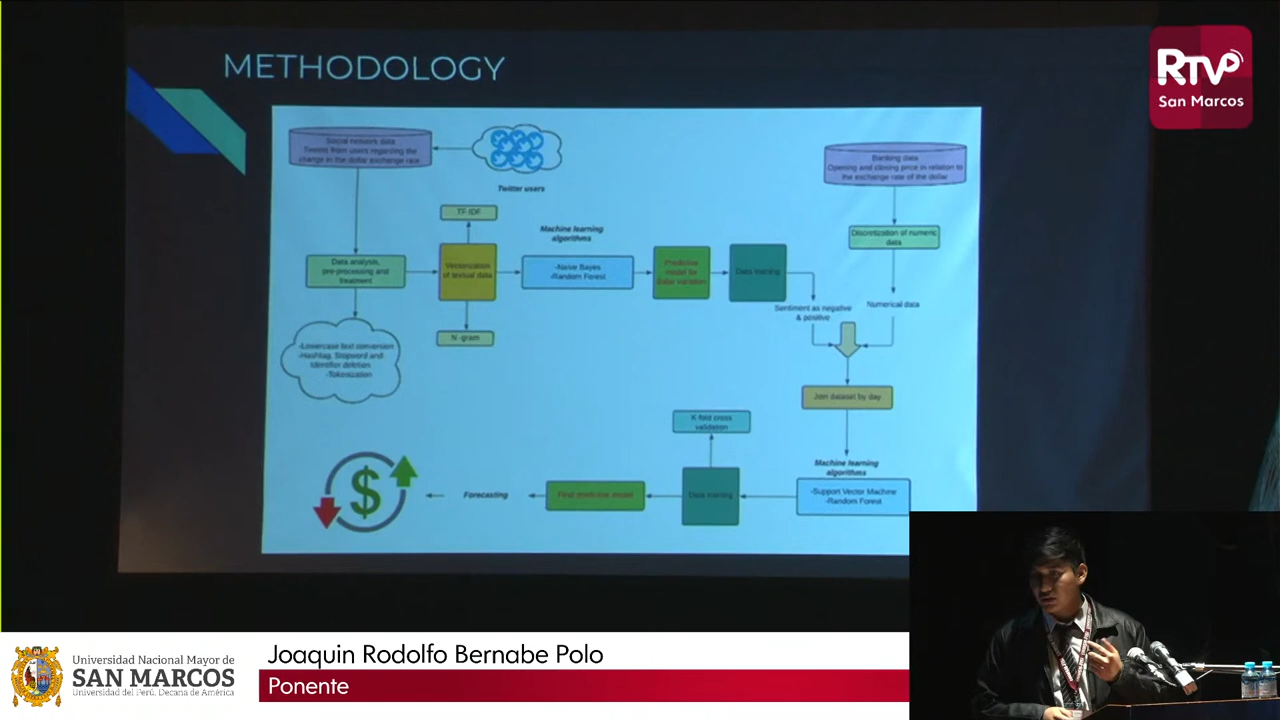 METHODOLOGY
RTVP
San Marcos
Social network data
Tweets from users regarding the
change in the dollar exchange rate
Twitter users
Banking data
Opening and closing price in relation to
the exchange rate of the dollar
TF-IDF
Machine learning
algorithms
Discretization of numeric
data
Data analysis,
pre-processing and
treatment
Vectorization
of textual data
-Naive Bayes
-Random Forest
Predictive
model for
dollar variation
Data training
Sentiment as negative
& positive
Numerical data
N-gram
-Lowercase text conversion
-Hashtag, Stopword and
Identifier deletion
-Tokenization
Join dataset by day
K-fold cross
validation
Machine learning
algorithms
-Support Vector Machine
-Random Forest
Data training
Final predictive model
Forecasting
$
Universidad Nacional Mayor de
SAN MARCOS
Universidad del Perú. Decana de América
Joaquin Rodolfo Bernabe Polo
Ponente